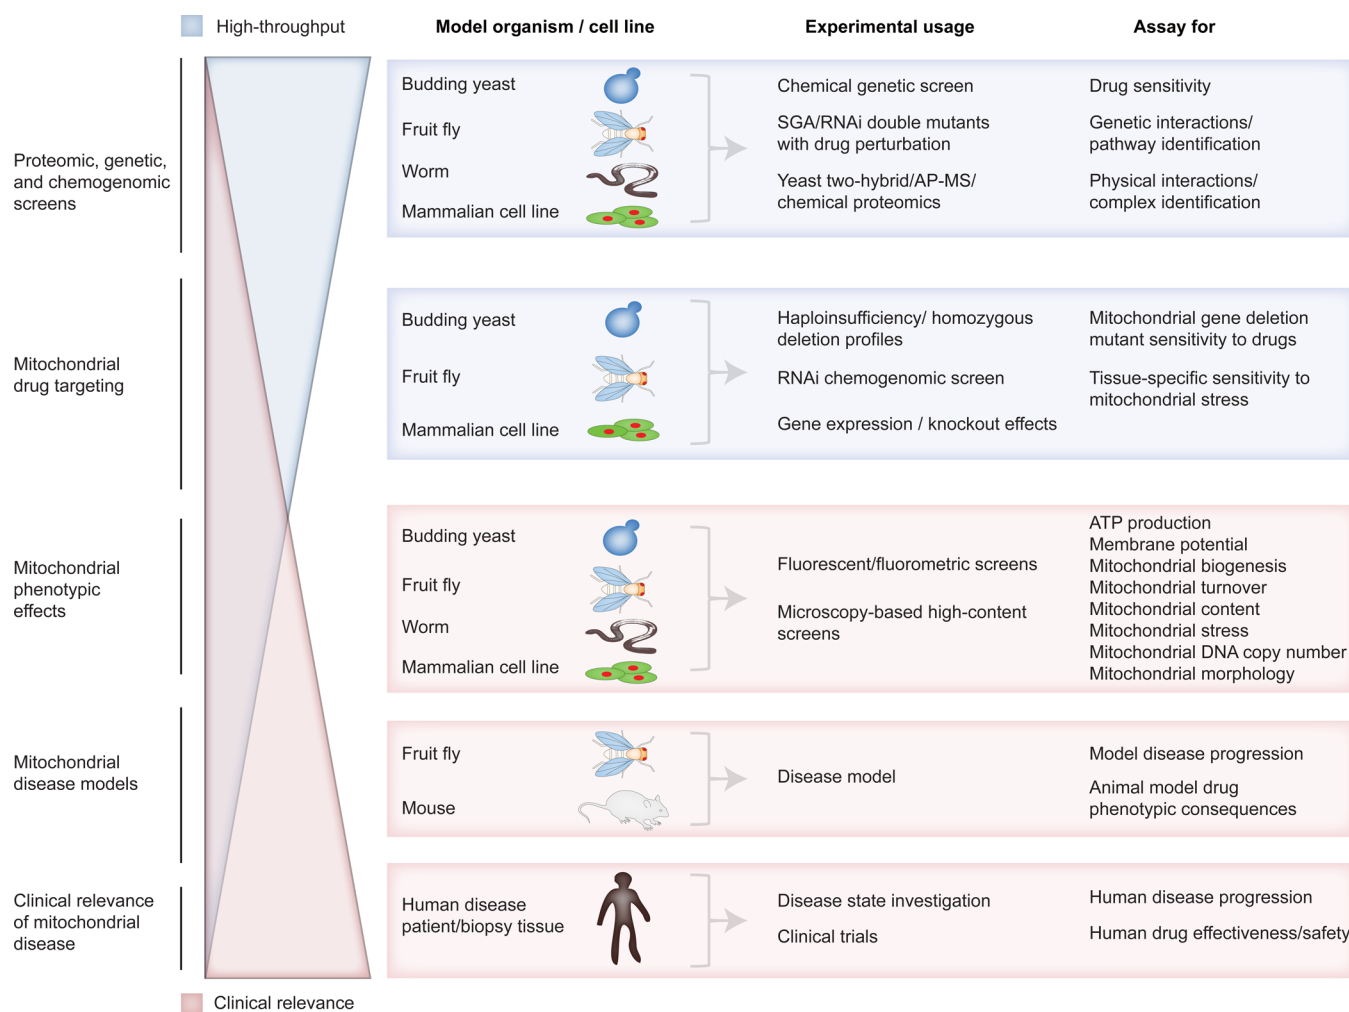 High-throughput
Model organism / cell line
Experimental usage
Assay for
Proteomic, genetic,
and chemogenomic
screens
Budding yeast
Fruit fly
Worm
Mammalian cell line
Chemical genetic screen
SGA/RNAi double mutants
with drug perturbation
Yeast two-hybrid/AP-MS/
chemical proteomics
Drug sensitivity
Genetic interactions/
pathway identification
Physical interactions/
complex identification
Mitochondrial
drug targeting
Budding yeast
Fruit fly
Mammalian cell line
Haploinsufficiency/ homozygous
deletion profiles
RNAi chemogenomic screen
Gene expression / knockout effects
Mitochondrial gene deletion
mutant sensitivity to drugs
Tissue-specific sensitivity to
mitochondrial stress
Mitochondrial
phenotypic
effects
Budding yeast
Fruit fly
Worm
Mammalian cell line
Fluorescent/fluorometric screens
Microscopy-based high-content
screens
ATP production
Membrane potential
Mitochondrial biogenesis
Mitochondrial turnover
Mitochondrial content
Mitochondrial stress
Mitochondrial DNA copy number
Mitochondrial morphology
Mitochondrial
disease models
Fruit fly
Mouse
Disease model
Model disease progression
Animal model drug
phenotypic consequences
Clinical relevance
of mitochondrial
disease
Human disease
patient/biopsy tissue
Disease state investigation
Clinical trials
Human disease progression
Human drug effectiveness/safety
Clinical relevance